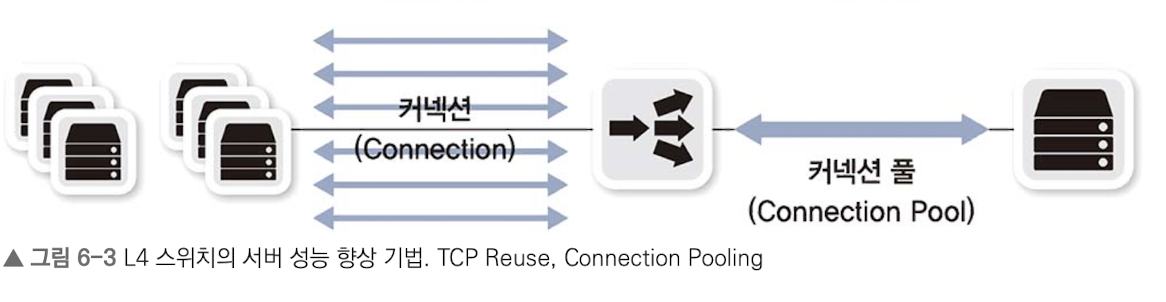 커넥션
(Connection)
커넥션 풀
(Connection Pool)
▲ 그림 6-3 L4 스위치의 서버 성능 향상 기법. TCP Reuse, Connection Pooling